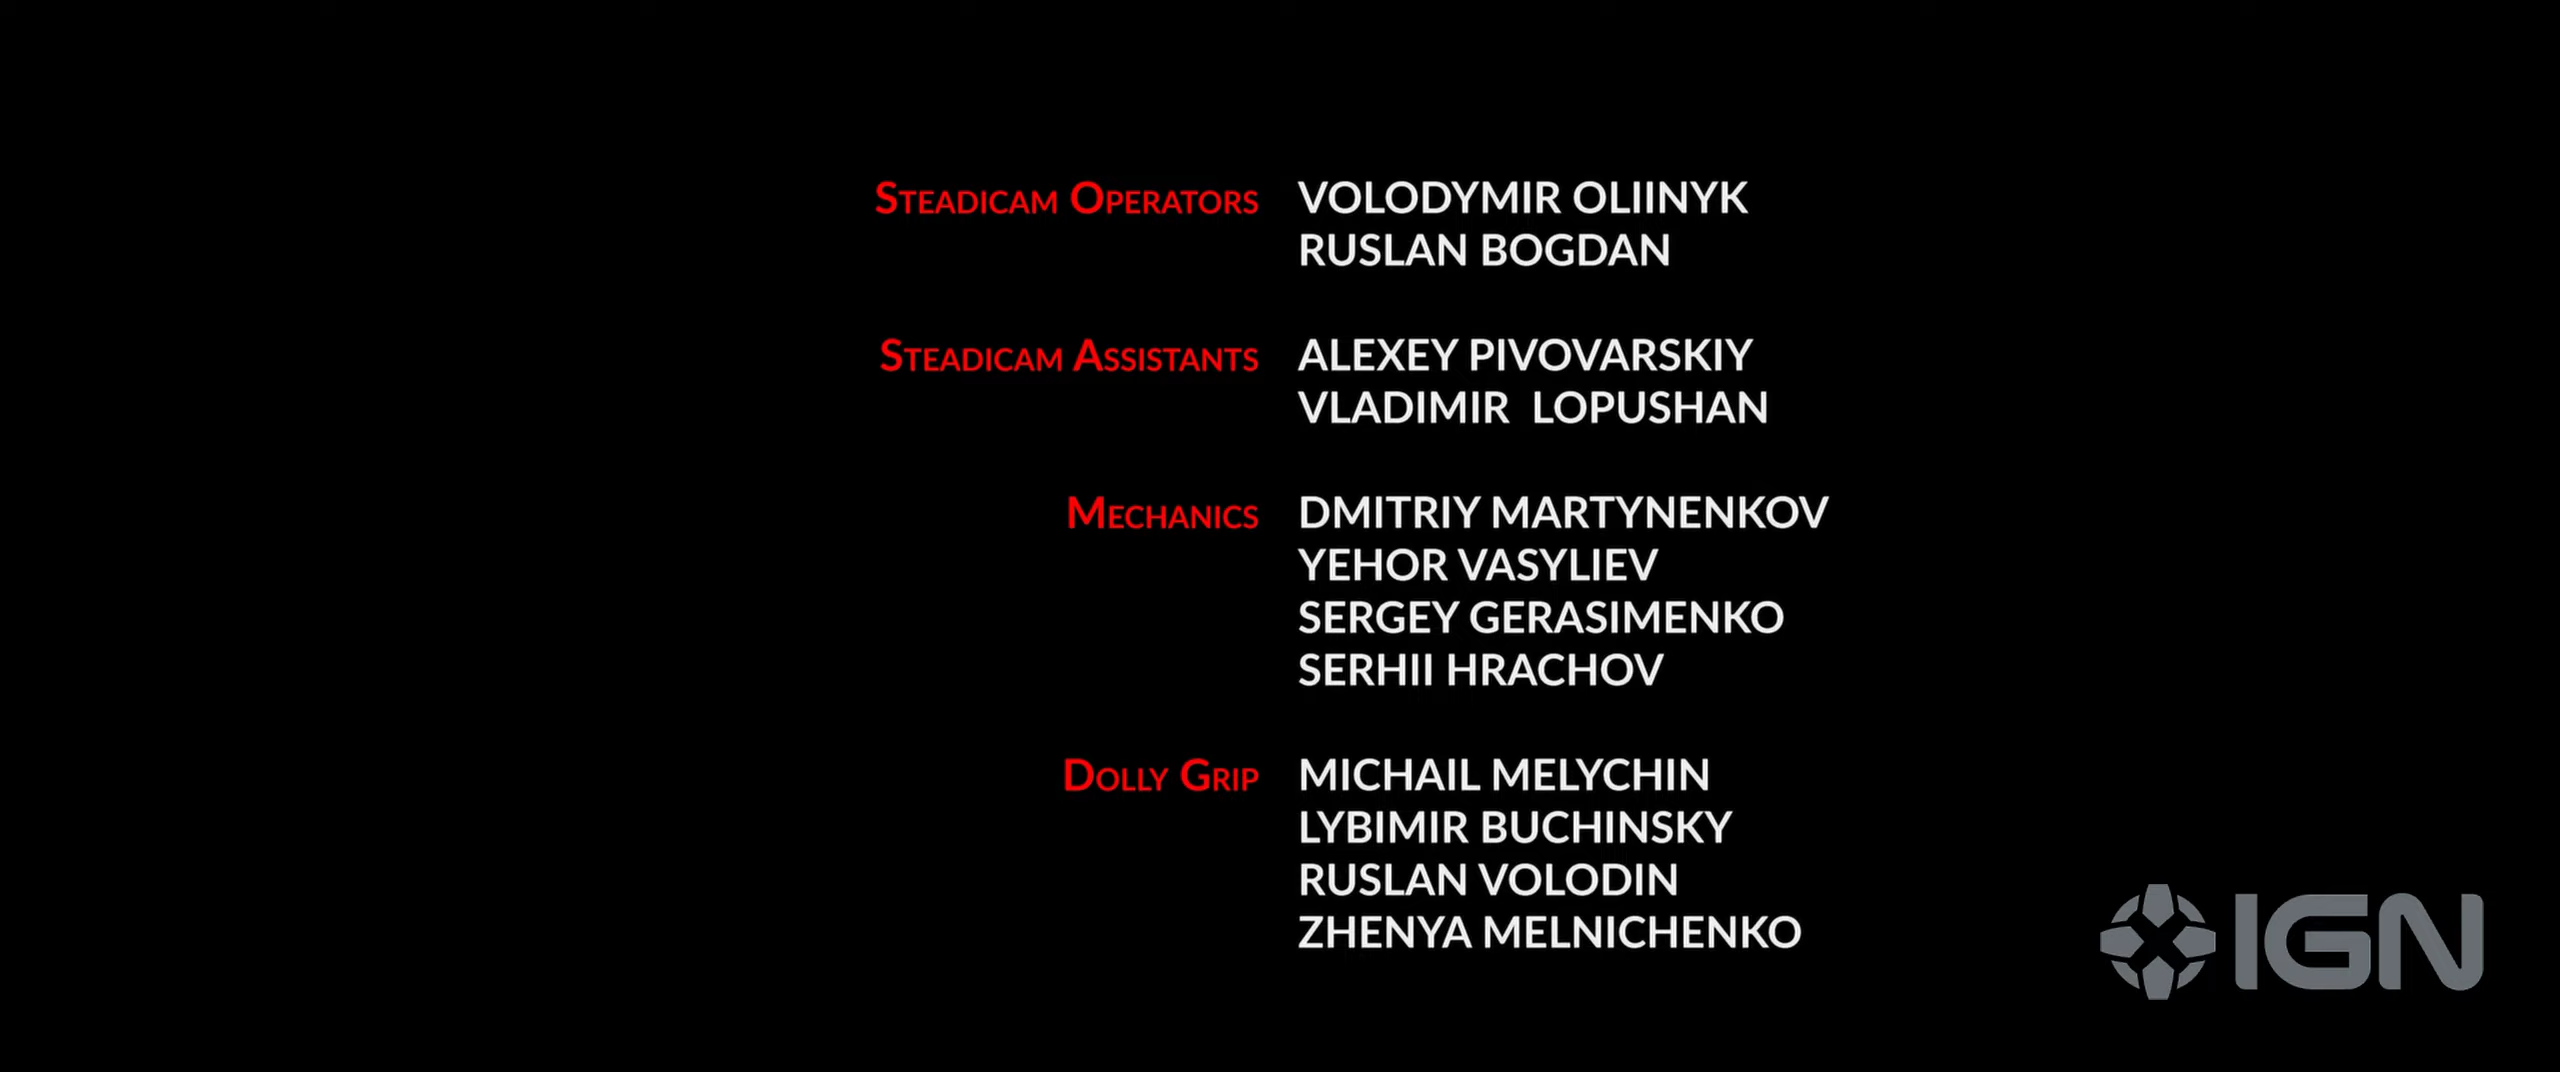 Steadicam Operators VOLODYMIR OLIINYK
RUSLAN BOGDAN
Steadicam Assistants ALEXEY PIVOVARSKIY
VLADIMIR  LOPUSHAN
Mechanics DMITRIY MARTYNENKOV
YEHOR VASYLIEV
SERGEY GERASIMENKO
SERHII HRACHOV
Dolly Grip MICHAIL MELYCHIN
LYBIMIR BUCHINSKY
RUSLAN VOLODIN
ZHENYA MELNICHENKO
IGN